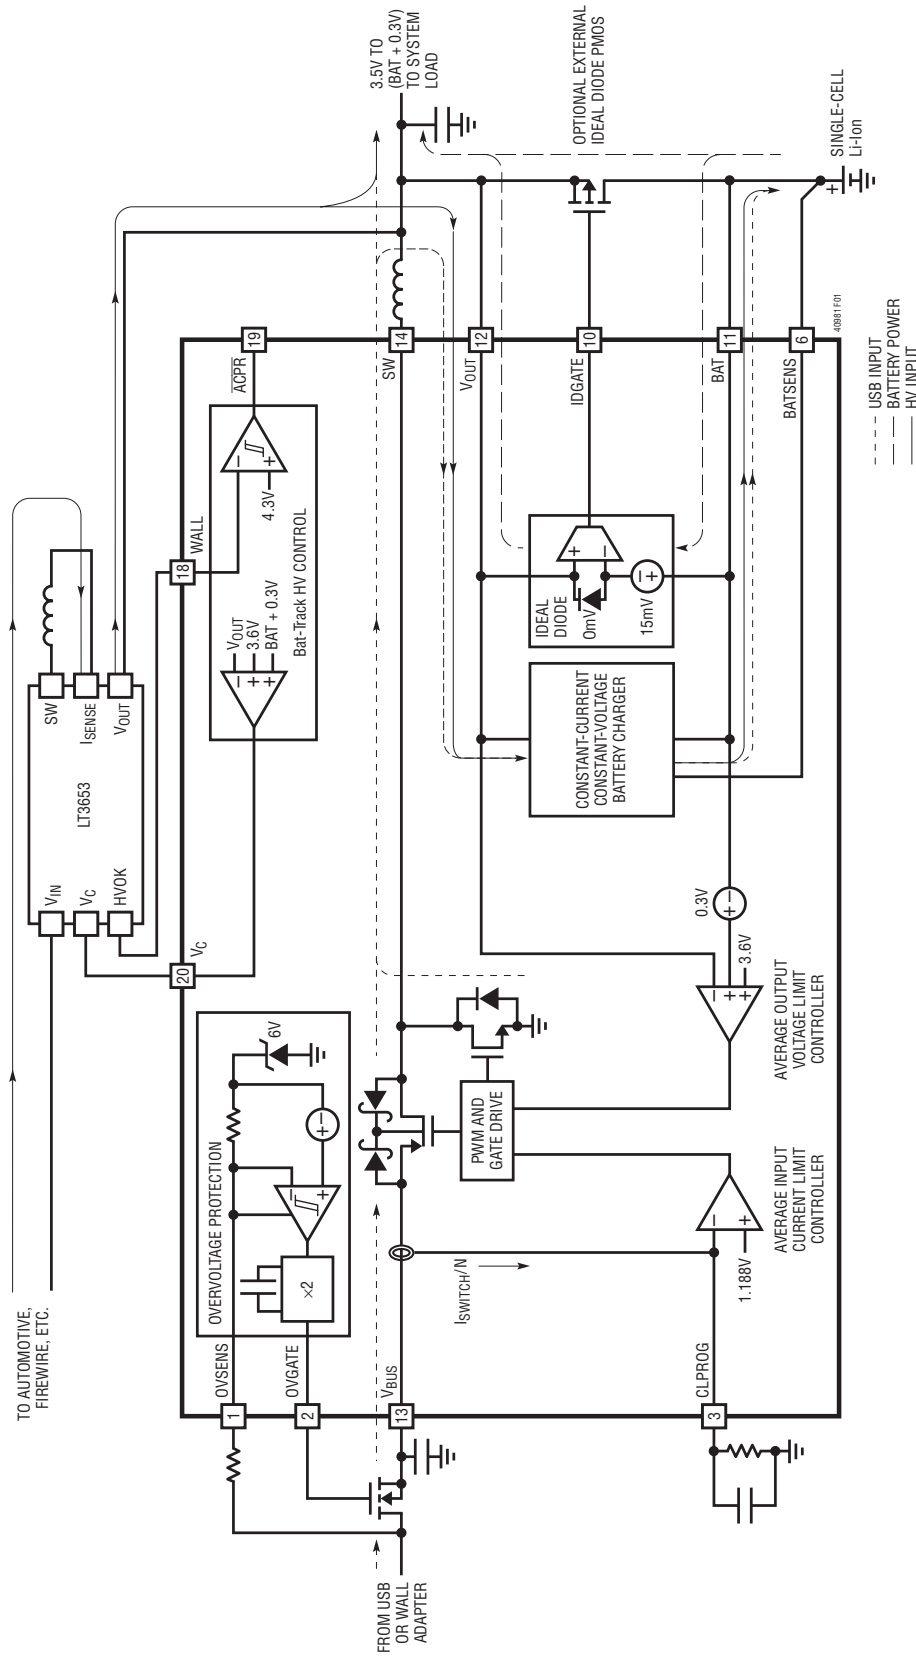 TO AUTOMOTIVE,
FIREWIRE, ETC.
VIN
VC
HVOK
LT3653
SW
ISENSE
VOUT
20
VC
18
WALL
OVERVOLTAGE PROTECTION
OVSENS
1
OVGATE
2
×2
−
+
+
−
6V
VOUT
3.6V
BAT + 0.3V
−
+
+
4.3V
−
+
Bat-Track HV CONTROL
ACPR
19
3.5V TO
(BAT + 0.3V)
TO SYSTEM
LOAD
FROM USB
OR WALL
ADAPTER
13
VBUS
ISWITCH/N
PWM AND
GATE DRIVE
SW
14
VOUT
12
IDGATE
10
OPTIONAL EXTERNAL
IDEAL DIODE PMOS
IDEAL
DIODE
0mV
15mV
+
−
−
+
CONSTANT-CURRENT
CONSTANT-VOLTAGE
BATTERY CHARGER
BAT
11
BATSENS
6
+
SINGLE-CELL
Li-Ion
0.3V
+
−
3.6V
−
+
+
AVERAGE OUTPUT
VOLTAGE LIMIT
CONTROLLER
CLPROG
3
1.188V
−
+
AVERAGE INPUT
CURRENT LIMIT
CONTROLLER
40981 F01
USB INPUT
BATTERY POWER
HV INPUT